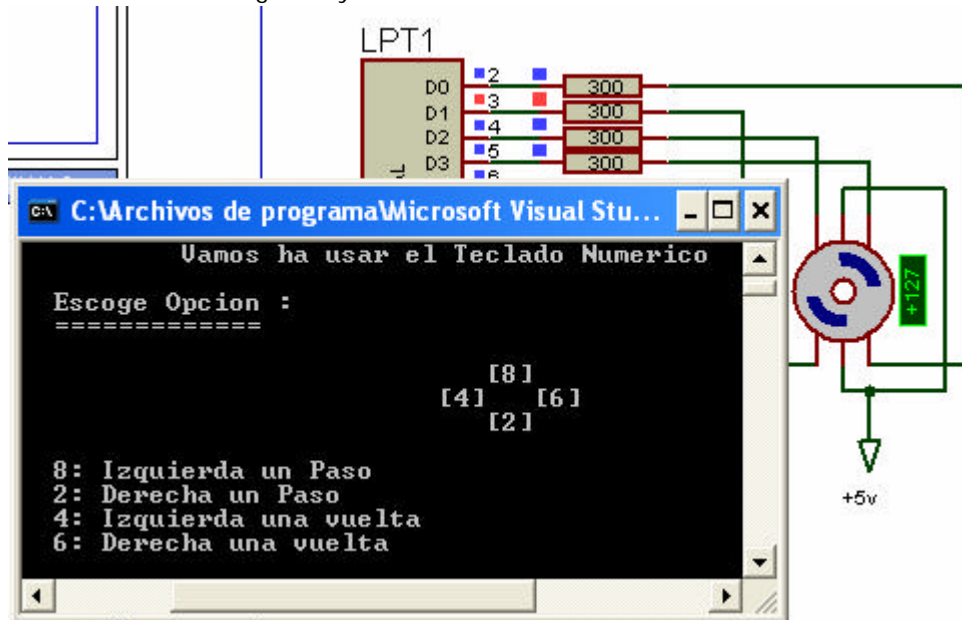 LPT1
D0 2 300
D1 3 300
D2 4 300
D3 5 300
6
C:\Archivos de programa\Microsoft Visual Stu...
Vamos ha usar el Teclado Numerico
Escoge Opcion :
=============
[8]
[4] [6]
[2]
8: Izquierda un Paso
2: Derecha un Paso
4: Izquierda una vuelta
6: Derecha una vuelta
+127
+5v